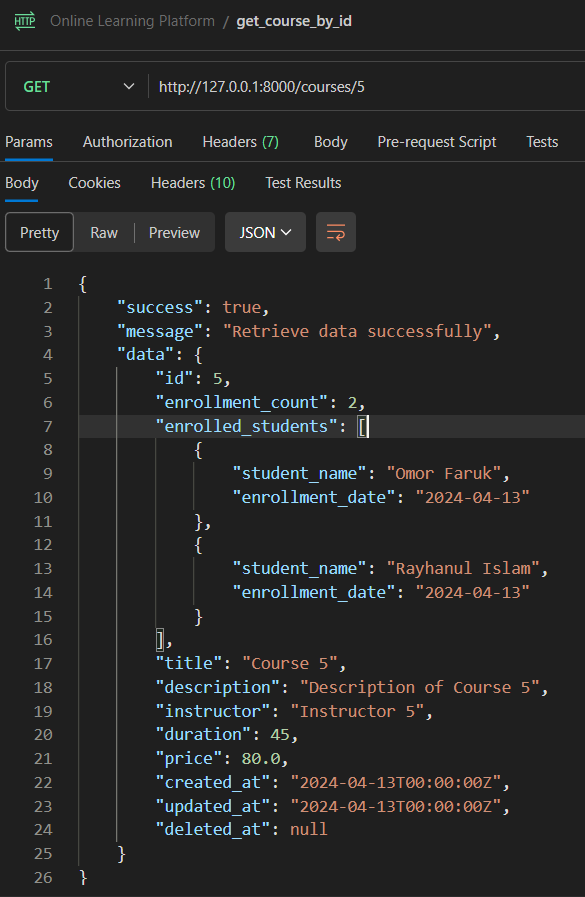 HTTP Online Learning Platform / get_course_by_id
GET http://127.0.0.1:8000/courses/5
Params Authorization Headers (7) Body Pre-request Script Tests
Body Cookies Headers (10) Test Results
Pretty Raw Preview JSON
1 {
2 "success": true,
3 "message": "Retrieve data successfully",
4 "data": {
5 "id": 5,
6 "enrollment_count": 2,
7 "enrolled_students": [
8 {
9 "student_name": "Omor Faruk",
10 "enrollment_date": "2024-04-13"
11 },
12 {
13 "student_name": "Rayhanul Islam",
14 "enrollment_date": "2024-04-13"
15 }
16 ],
17 "title": "Course 5",
18 "description": "Description of Course 5",
19 "instructor": "Instructor 5",
20 "duration": 45,
21 "price": 80.0,
22 "created_at": "2024-04-13T00:00:00Z",
23 "updated_at": "2024-04-13T00:00:00Z",
24 "deleted_at": null
25 }
26 }